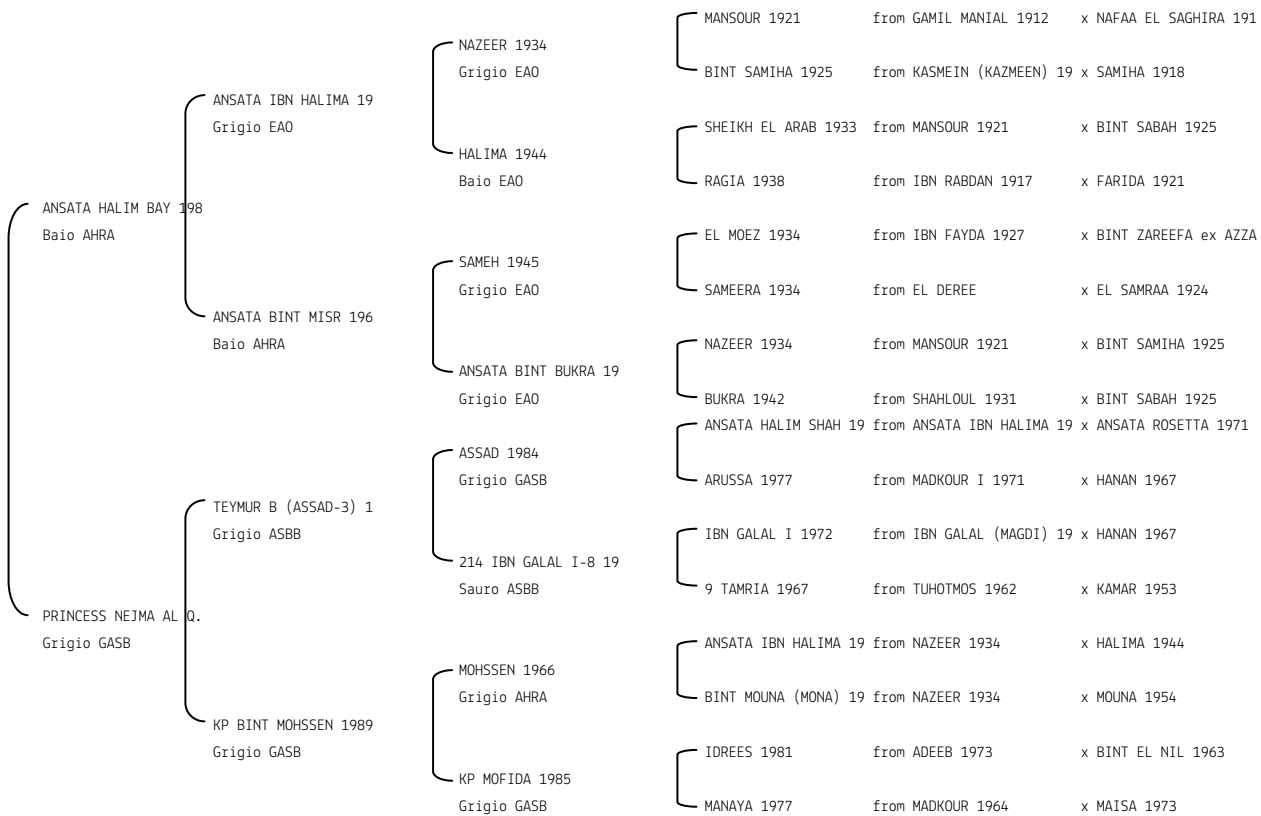 MANSOUR 1921 from GAMIL MANIAL 1912 x NAFAA EL SAGHIRA 191
NAZEER 1934
Grigio EAO
BINT SAMIHA 1925 from KASMEIN (KAZMEEN) 19 x SAMIHA 1918
ANSATA IBN HALIMA 19
Grigio EAO
SHEIKH EL ARAB 1933 from MANSOUR 1921 x BINT SABAH 1925
HALIMA 1944
Baio EAO
RAGIA 1938 from IBN RABDAN 1917 x FARIDA 1921
ANSATA HALIM BAY 198
Baio AHRA
EL MOEZ 1934 from IBN FAYDA 1927 x BINT ZAREEFA ex AZZA
SAMEH 1945
Grigio EAO
SAMEERA 1934 from EL DEREE x EL SAMRAA 1924
ANSATA BINT MISR 196
Baio AHRA
NAZEER 1934 from MANSOUR 1921 x BINT SAMIHA 1925
ANSATA BINT BUKRA 19
Grigio EAO
BUKRA 1942 from SHAHLOUL 1931 x BINT SABAH 1925
ANSATA HALIM SHAH 19 from ANSATA IBN HALIMA 19 x ANSATA ROSETTA 1971
ASSAD 1984
Grigio GASB
ARUSSA 1977 from MADKOUR I 1971 x HANAN 1967
TEYMUR B (ASSAD-3) 1
Grigio ASBB
IBN GALAL I 1972 from IBN GALAL (MAGDI) 19 x HANAN 1967
214 IBN GALAL I-8 19
Sauro ASBB
9 TAMRIA 1967 from TUHOTMOS 1962 x KAMAR 1953
PRINCESS NEJMA AL Q.
Grigio GASB
ANSATA IBN HALIMA 19 from NAZEER 1934 x HALIMA 1944
MOHSSEN 1966
Grigio AHRA
BINT MOUNA (MONA) 19 from NAZEER 1934 x MOUNA 1954
KP BINT MOHSSEN 1989
Grigio GASB
IDREES 1981 from ADEEB 1973 x BINT EL NIL 1963
KP MOFIDA 1985
Grigio GASB
MANAYA 1977 from MADKOUR 1964 x MAISA 1973